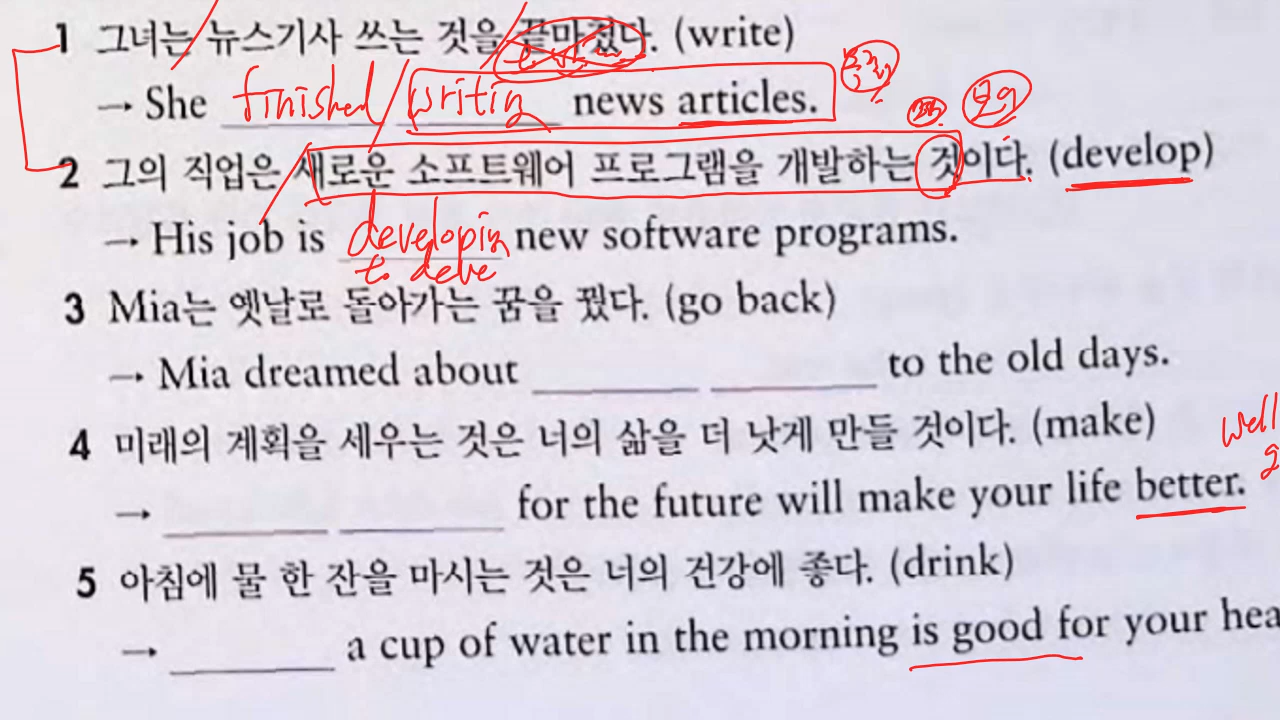 1 그녀는 뉴스기사 쓰는 것을 끝마쳤다. (write)
→ She finished writing news articles.
2 그의 직업은 새로운 소프트웨어 프로그램을 개발하는 것이다. (develop)
→ His job is developing new software programs.
to deve
3 Mia는 옛날로 돌아가는 꿈을 꿨다. (go back)
→ Mia dreamed about ______ ______ to the old days.
4 미래의 계획을 세우는 것은 너의 삶을 더 낫게 만들 것이다. (make)
well
→ ______ ______ for the future will make your life better.
5 아침에 물 한 잔을 마시는 것은 너의 건강에 좋다. (drink)
→ ______ a cup of water in the morning is good for your hea